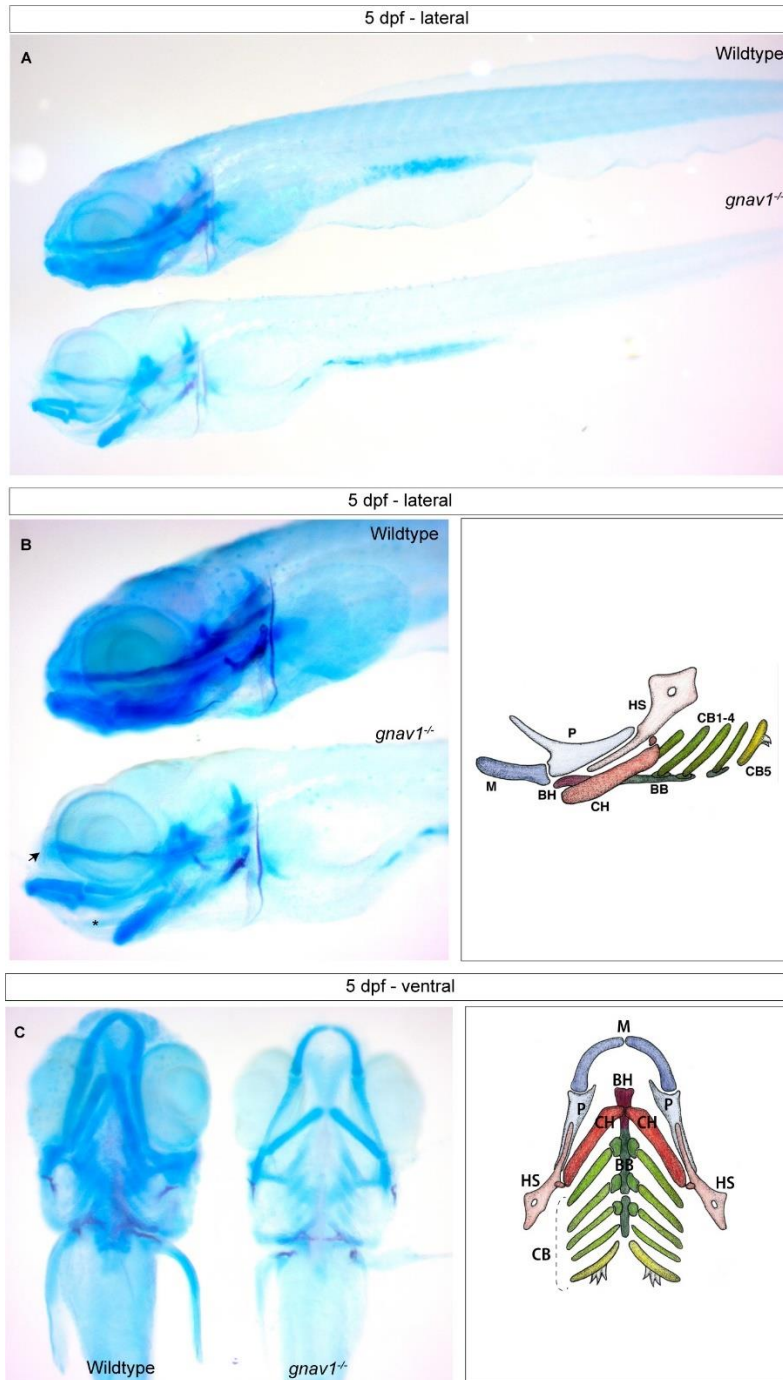 5 dpf - lateral
A
Wildtype
gnav1-/-
5 dpf - lateral
B
Wildtype
gnav1-/-
*
HS
P
CB1-4
M
BH
CH
BB
CB5
5 dpf - ventral
C
M
BH
P
P
CH
CH
BB
HS
HS
CB
Wildtype
gnav1-/-